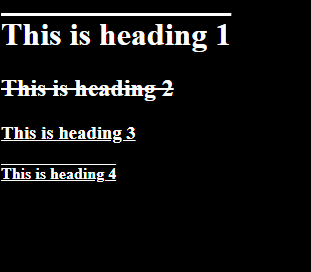 This is heading 1
This is heading 2
This is heading 3
This is heading 4